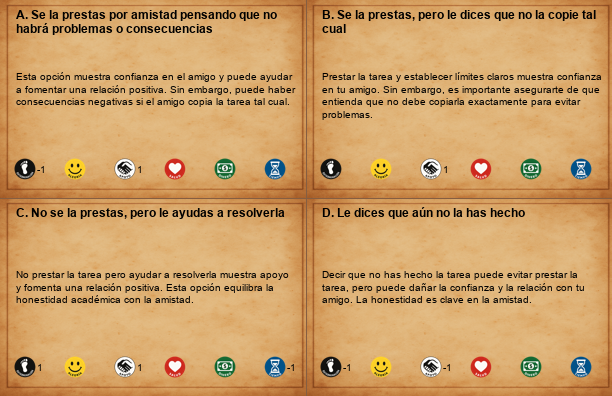 A. Se la prestas por amistad pensando que no
habrá problemas o consecuencias
Esta opción muestra confianza en el amigo y puede ayudar
a fomentar una relación positiva. Sin embargo, puede haber
consecuencias negativas si el amigo copia la tarea tal cual.
-1 1
B. Se la prestas, pero le dices que no la copie tal
cual
Prestar la tarea y establecer límites claros muestra confianza
en tu amigo. Sin embargo, es importante asegurarte de que
entienda que no debe copiarla exactamente para evitar
problemas.
1
C. No se la prestas, pero le ayudas a resolverla
No prestar la tarea pero ayudar a resolverla muestra apoyo
y fomenta una relación positiva. Esta opción equilibra la
honestidad académica con la amistad.
1 1 -1
D. Le dices que aún no la has hecho
Decir que no has hecho la tarea puede evitar prestar la
tarea, pero puede dañar la confianza y la relación con tu
amigo. La honestidad es clave en la amistad.
-1 -1